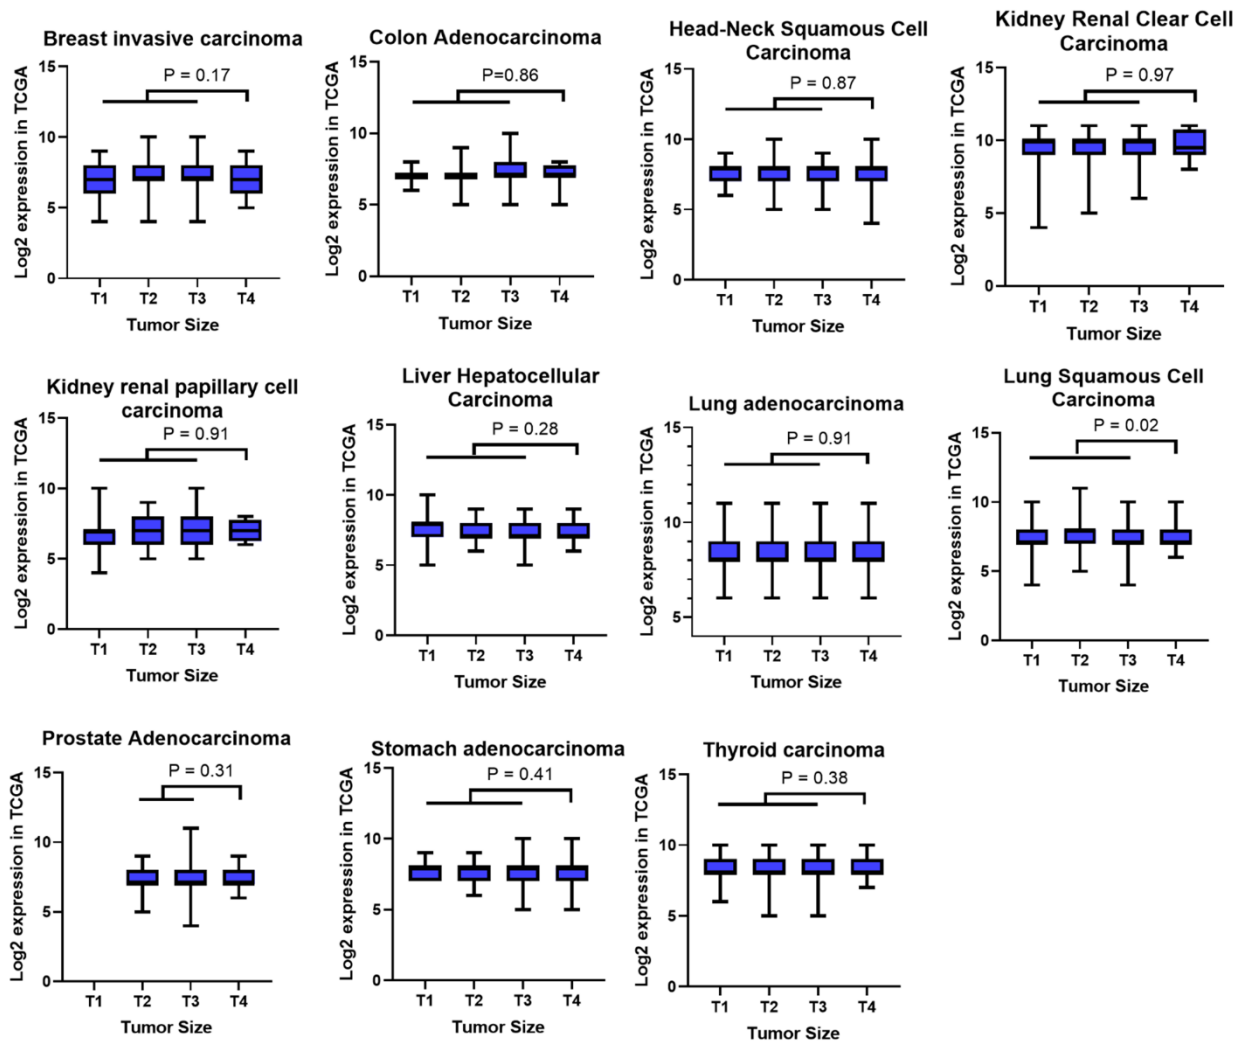 Breast invasive carcinoma
P = 0.17
Log2 expression in TCGA
15
10
5
0
T1 T2 T3 T4
Tumor Size
Colon Adenocarcinoma
P=0.86
Log2 expression in TCGA
15
10
5
0
T1 T2 T3 T4
Tumor Size
Head-Neck Squamous Cell
Carcinoma
P = 0.87
Log2 expression in TCGA
15
10
5
0
T1 T2 T3 T4
Tumor Size
Kidney Renal Clear Cell
Carcinoma
P = 0.97
Log2 expression in TCGA
15
10
5
0
T1 T2 T3 T4
Tumor Size
Kidney renal papillary cell
carcinoma
P = 0.91
Log2 expression in TCGA
15
10
5
0
T1 T2 T3 T4
Tumor Size
Liver Hepatocellular
Carcinoma
P = 0.28
Log2 expression in TCGA
15
10
5
0
T1 T2 T3 T4
Tumor Size
Lung adenocarcinoma
P = 0.91
Log2 expression in TCGA
15
10
5
T1 T2 T3 T4
Tumor Size
Lung Squamous Cell
Carcinoma
P = 0.02
Log2 expression in TCGA
15
10
5
0
T1 T2 T3 T4
Tumor Size
Prostate Adenocarcinoma
P = 0.31
Log2 expression in TCGA
15
10
5
0
T1 T2 T3 T4
Tumor Size
Stomach adenocarcinoma
P = 0.41
Log2 expression in TCGA
15
10
5
0
T1 T2 T3 T4
Tumor Size
Thyroid carcinoma
P = 0.38
Log2 expression in TCGA
15
10
5
0
T1 T2 T3 T4
Tumor Size